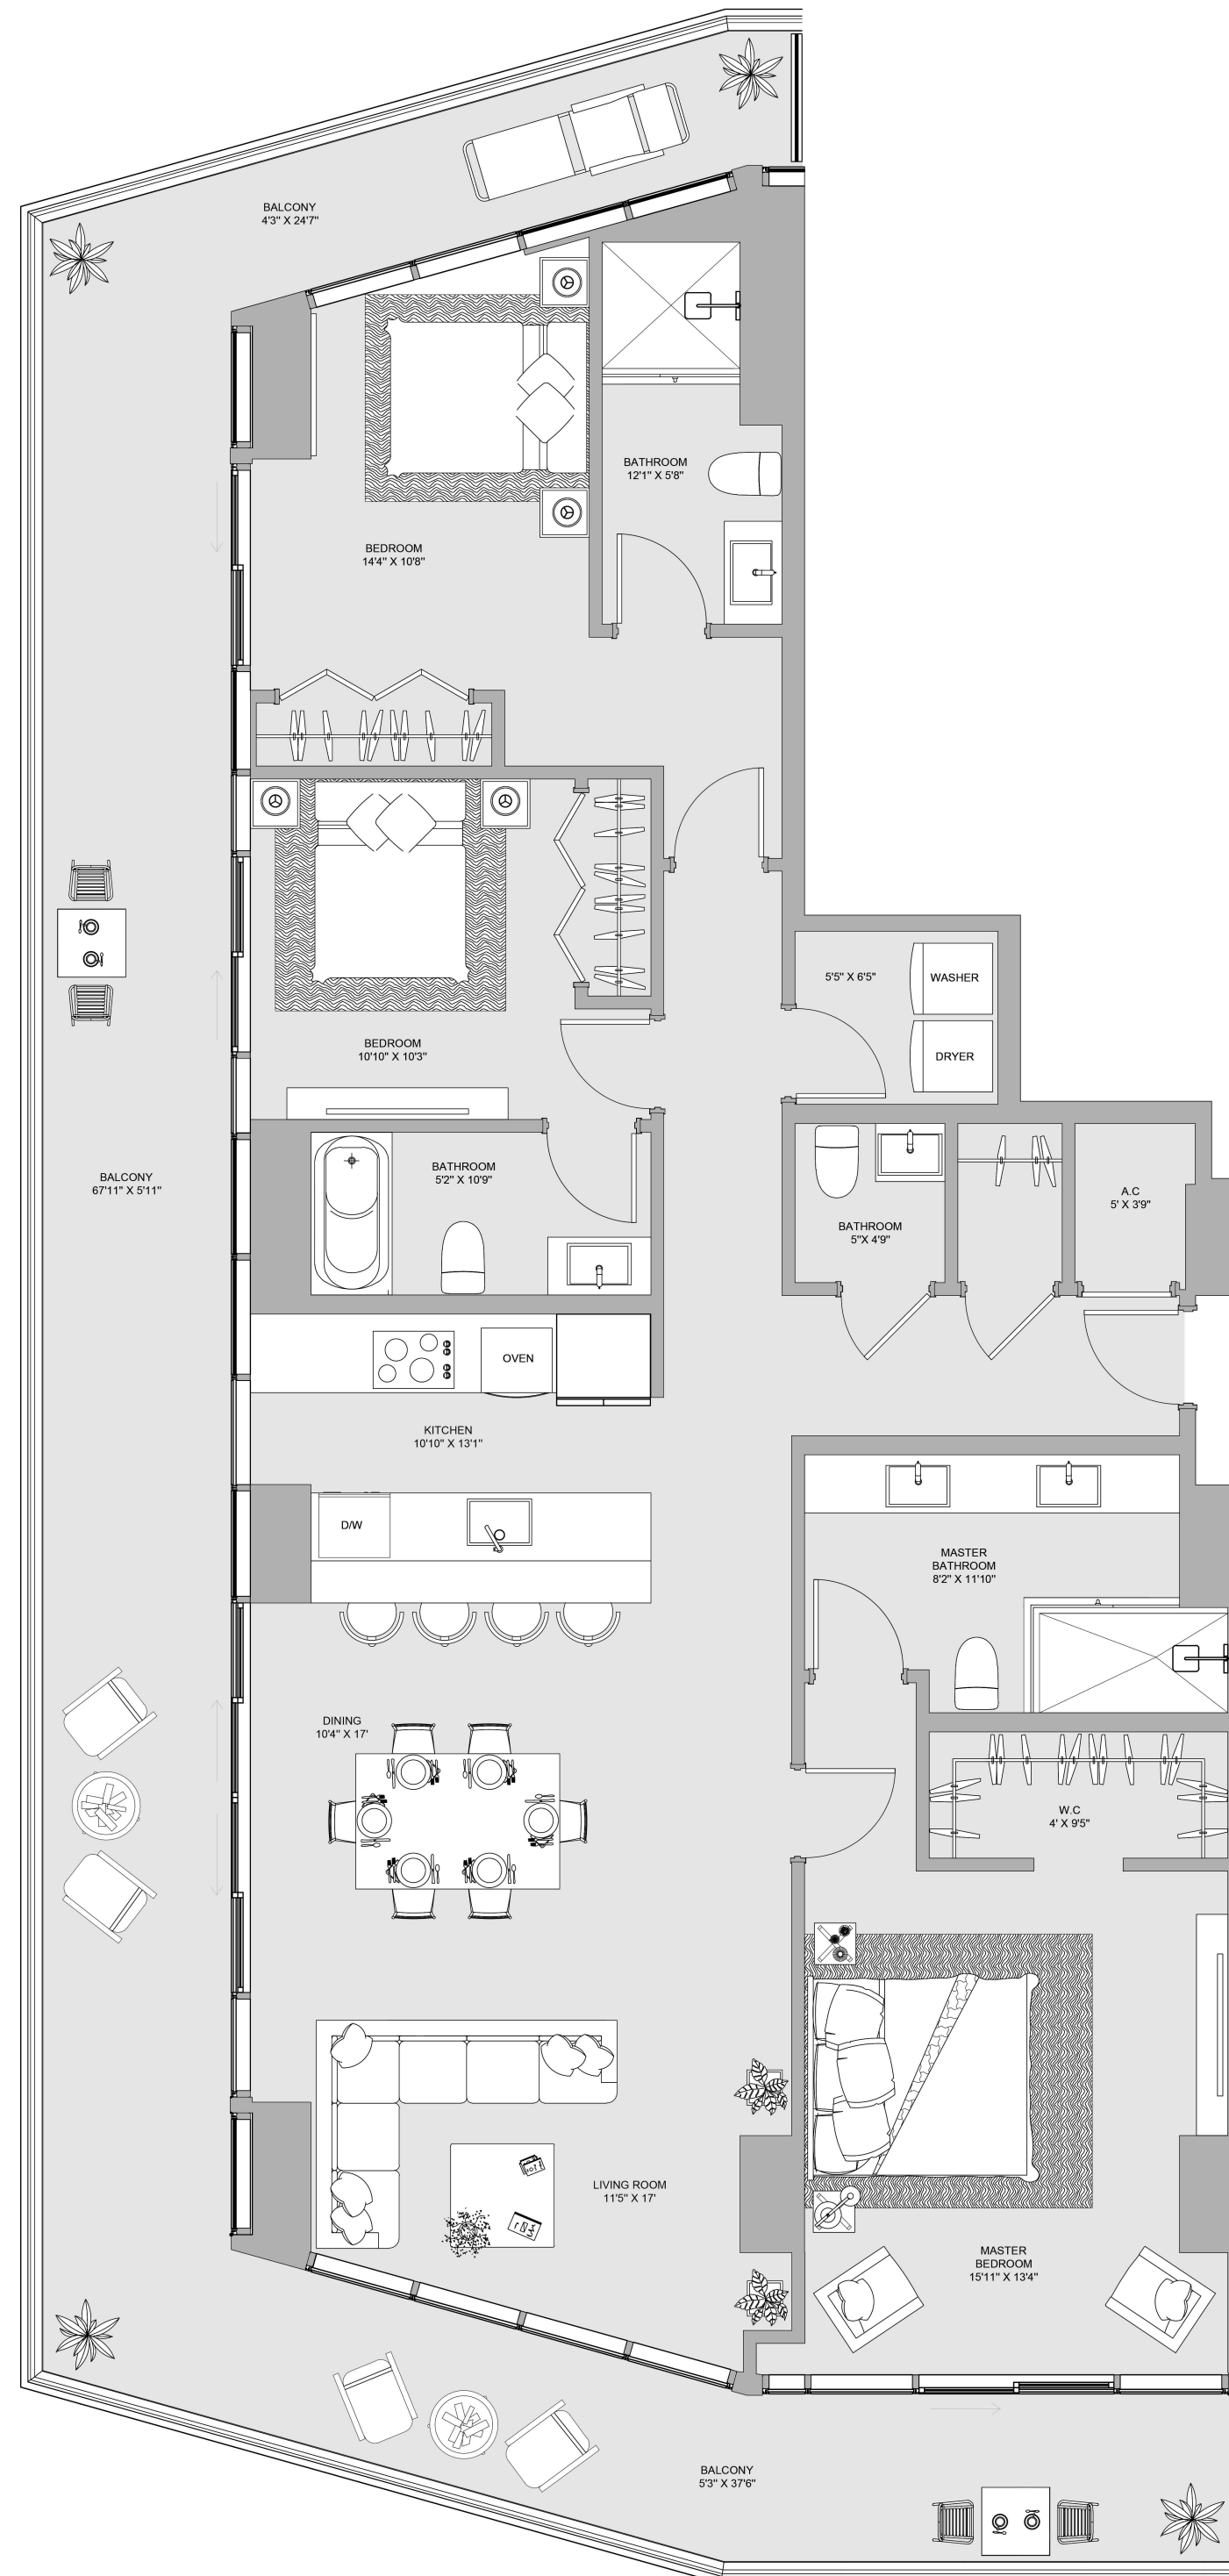 BALCONY
4'3" X 24'7"
BATHROOM
12'1" X 5'8"
BEDROOM
14'4" X 10'8"
5'5" X 6'5"
WASHER
DRYER
BEDROOM
10'10" X 10'3"
BATHROOM
5'2" X 10'9"
BALCONY
67'11" X 5'11"
A.C
5' X 3'9"
BATHROOM
5"X 4'9"
OVEN
KITCHEN
10'10" X 13'1"
D/W
MASTER
BATHROOM
8'2" X 11'10"
DINING
10'4" X 17'
W.C
4' X 9'5"
LIVING ROOM
11'5" X 17'
MASTER
BEDROOM
15'11" X 13'4"
BALCONY
5'3" X 37'6"